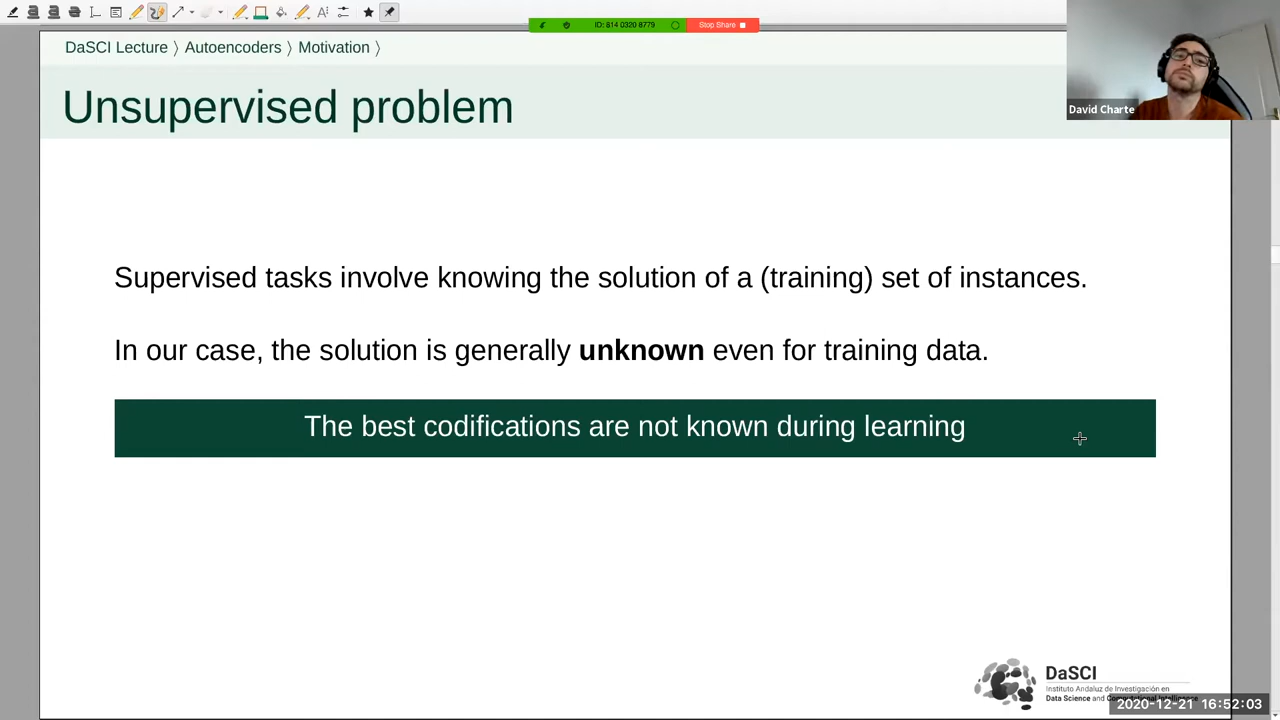 ID: 814 0320 8779
Stop Share
DaSCI Lecture 〉 Autoencoders 〉 Motivation 〉
Unsupervised problem
David Charte
Supervised tasks involve knowing the solution of a (training) set of instances.
In our case, the solution is generally unknown even for training data.
The best codifications are not known during learning
DaSCI
Instituto Andaluz de Investigación en
Data Science and Computational Intelligence
2020-12-21 16:52:03